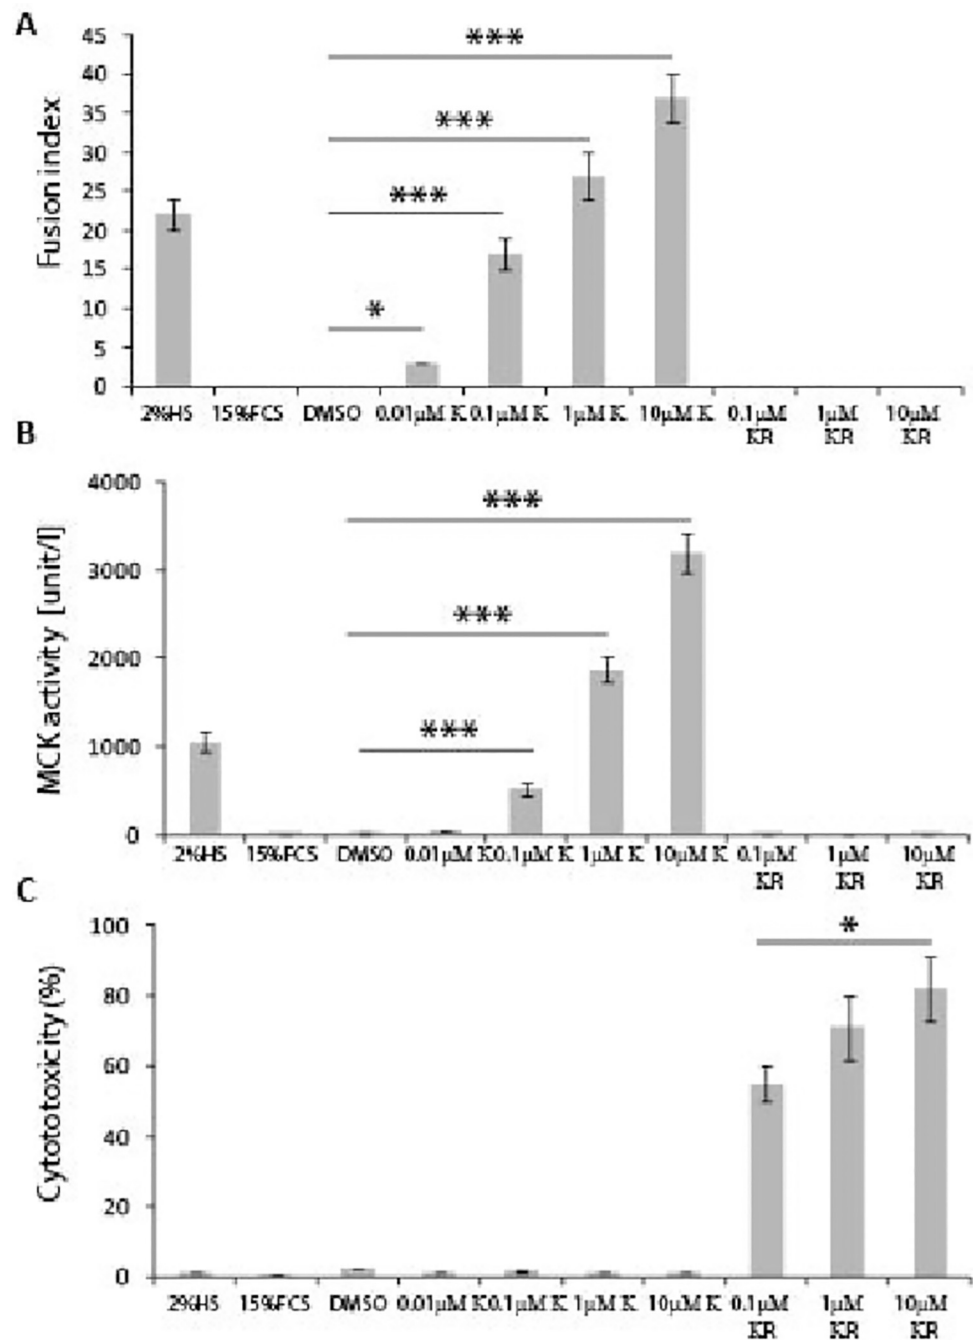 A
45
***
40
35
***
30
25
***
20
15
10
*
5
0
Fusion index
2%HS 15%FCS DMSO 0.01µM K 0.1µM K 1µM K 10µM K 0.1µM 1µM 10µM
KR KR KR
B
4000
***
3000
***
2000
***
1000
0
MCK activity [unit/l]
2%HS 15%FCS DMSO 0.01µM K 0.1µM K 1µM K 10µM K 0.1µM 1µM 10µM
KR KR KR
C
100
*
80
60
40
20
0
Cytototoxicity (%)
2%HS 15%FCS DMSO 0.01µM K 0.1µM K 1µM K 10µM K 0.1µM 1µM 10µM
KR KR KR